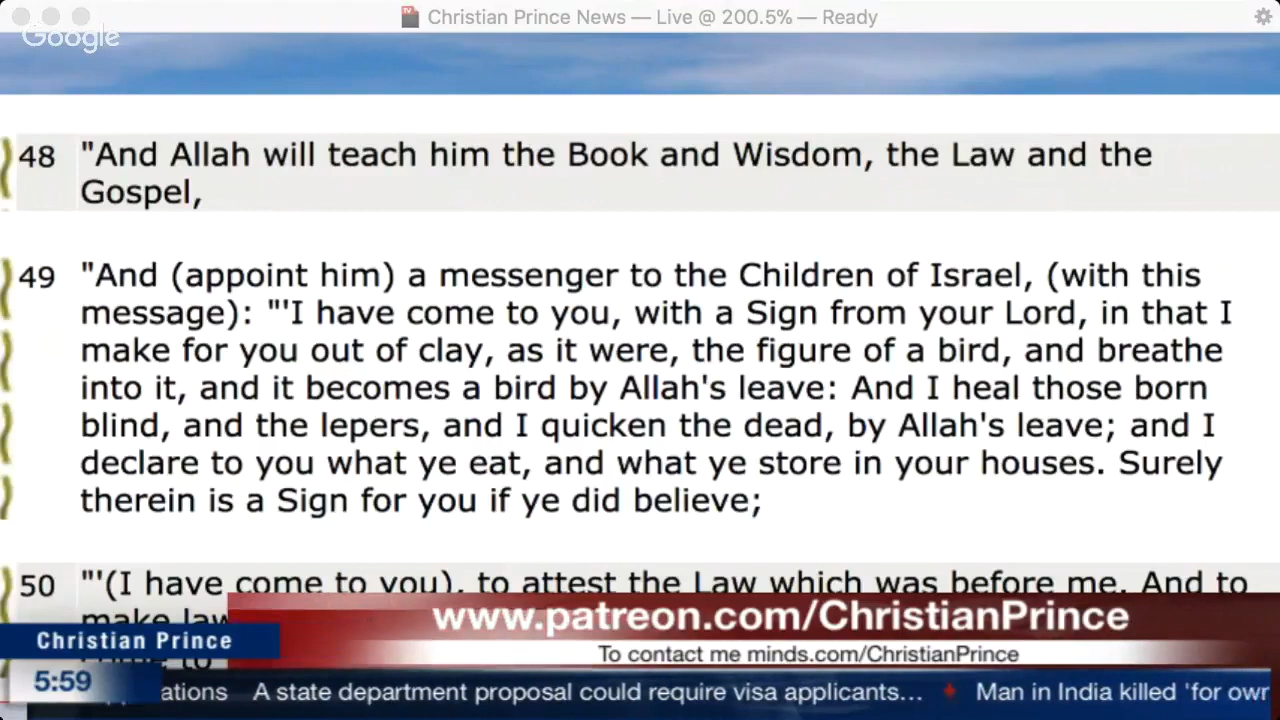 Christian Prince News — Live @ 200.5% — Ready
Google
48 "And Allah will teach him the Book and Wisdom, the Law and the
Gospel,
49 "And (appoint him) a messenger to the Children of Israel, (with this
message): "'I have come to you, with a Sign from your Lord, in that I
make for you out of clay, as it were, the figure of a bird, and breathe
into it, and it becomes a bird by Allah's leave: And I heal those born
blind, and the lepers, and I quicken the dead, by Allah's leave; and I
declare to you what ye eat, and what ye store in your houses. Surely
therein is a Sign for you if ye did believe;
50 "'(I have come to you), to attest the Law which was before me. And to
make law
www.patreon.com/ChristianPrince
Christian Prince
To contact me minds.com/ChristianPrince
5:59
ations A state department proposal could require visa applicants... Man in India killed 'for owr